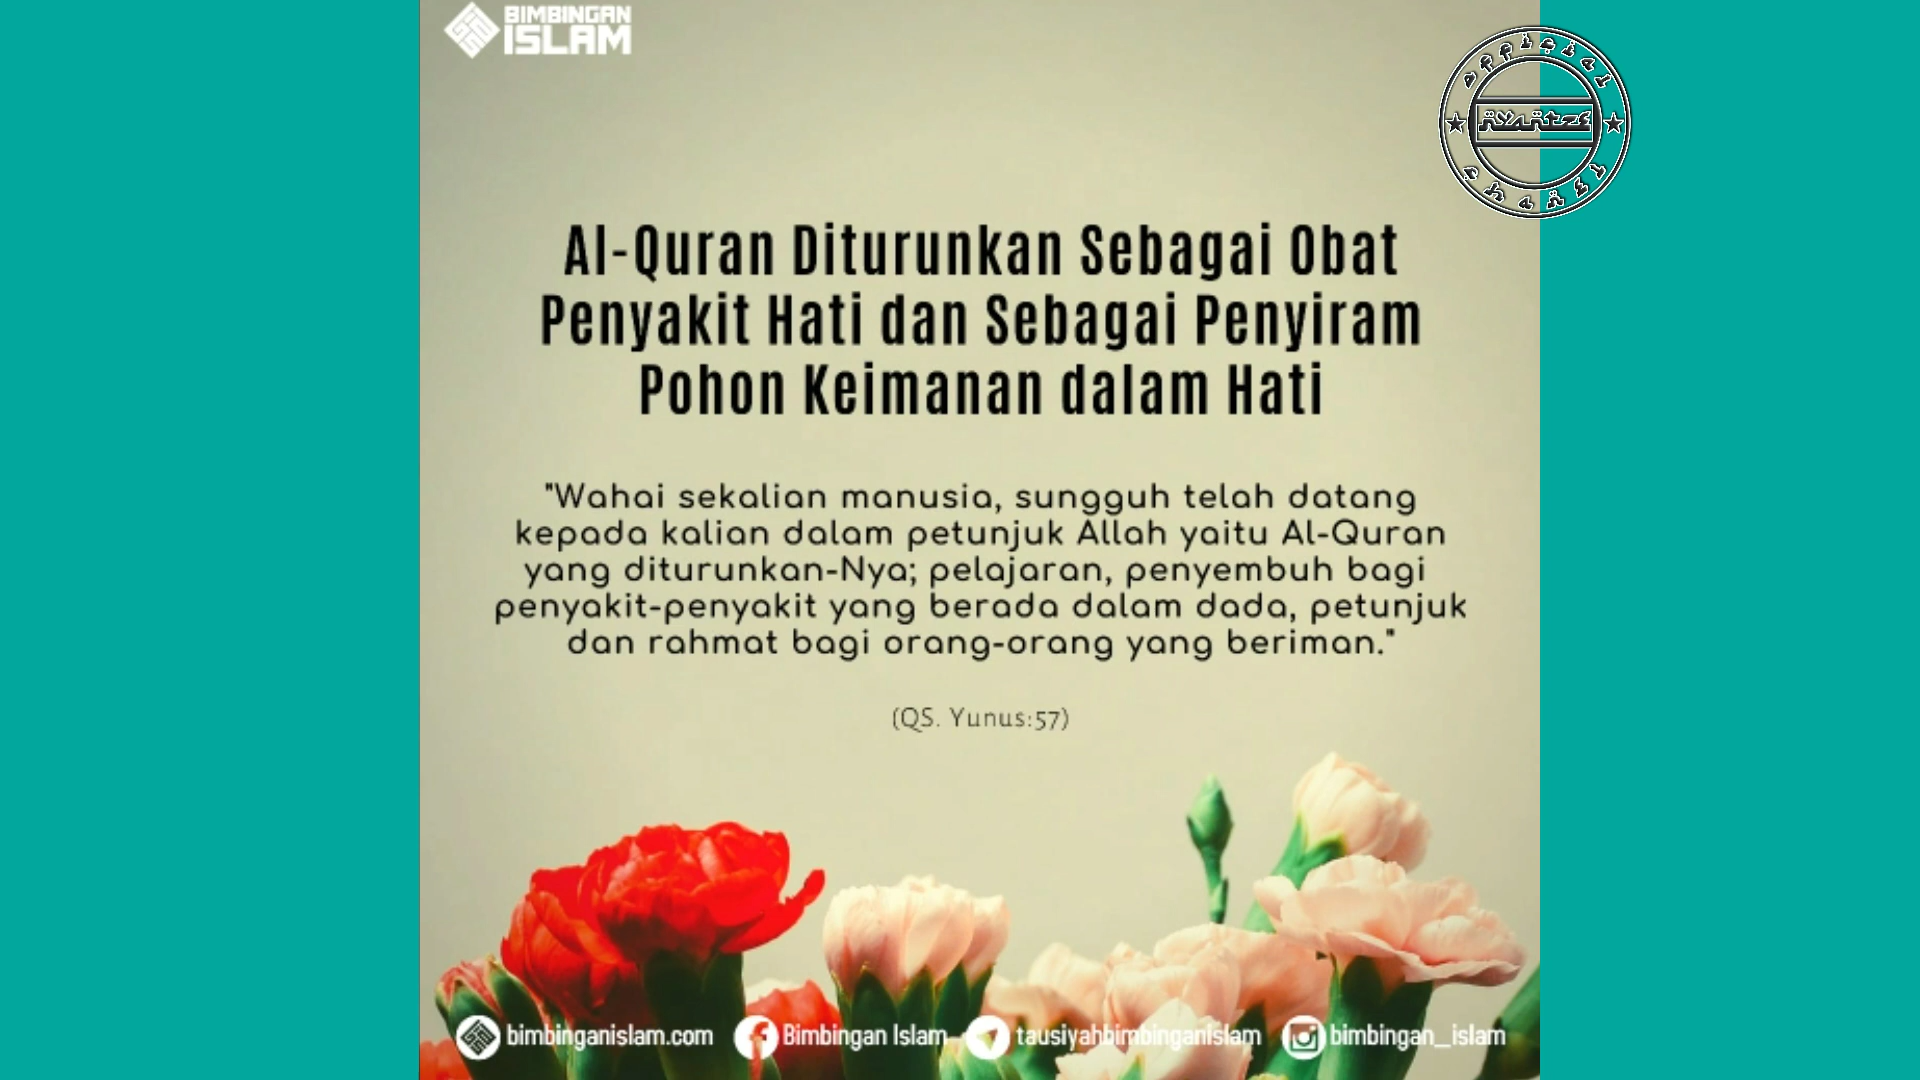 BIMBINGAN
ISLAM
OFFICIAL
CHANNEL
Al-Quran Diturunkan Sebagai Obat
Penyakit Hati dan Sebagai Penyiram
Pohon Keimanan dalam Hati
"Wahai sekalian manusia, sungguh telah datang
kepada kalian dalam petunjuk Allah yaitu Al-Quran
yang diturunkan-Nya; pelajaran, penyembuh bagi
penyakit-penyakit yang berada dalam dada, petunjuk
dan rahmat bagi orang-orang yang beriman."
(QS. Yunus:57)
bimbinganislam.com Bimbingan Islam tausiyahbimbinganislam bimbingan_islam